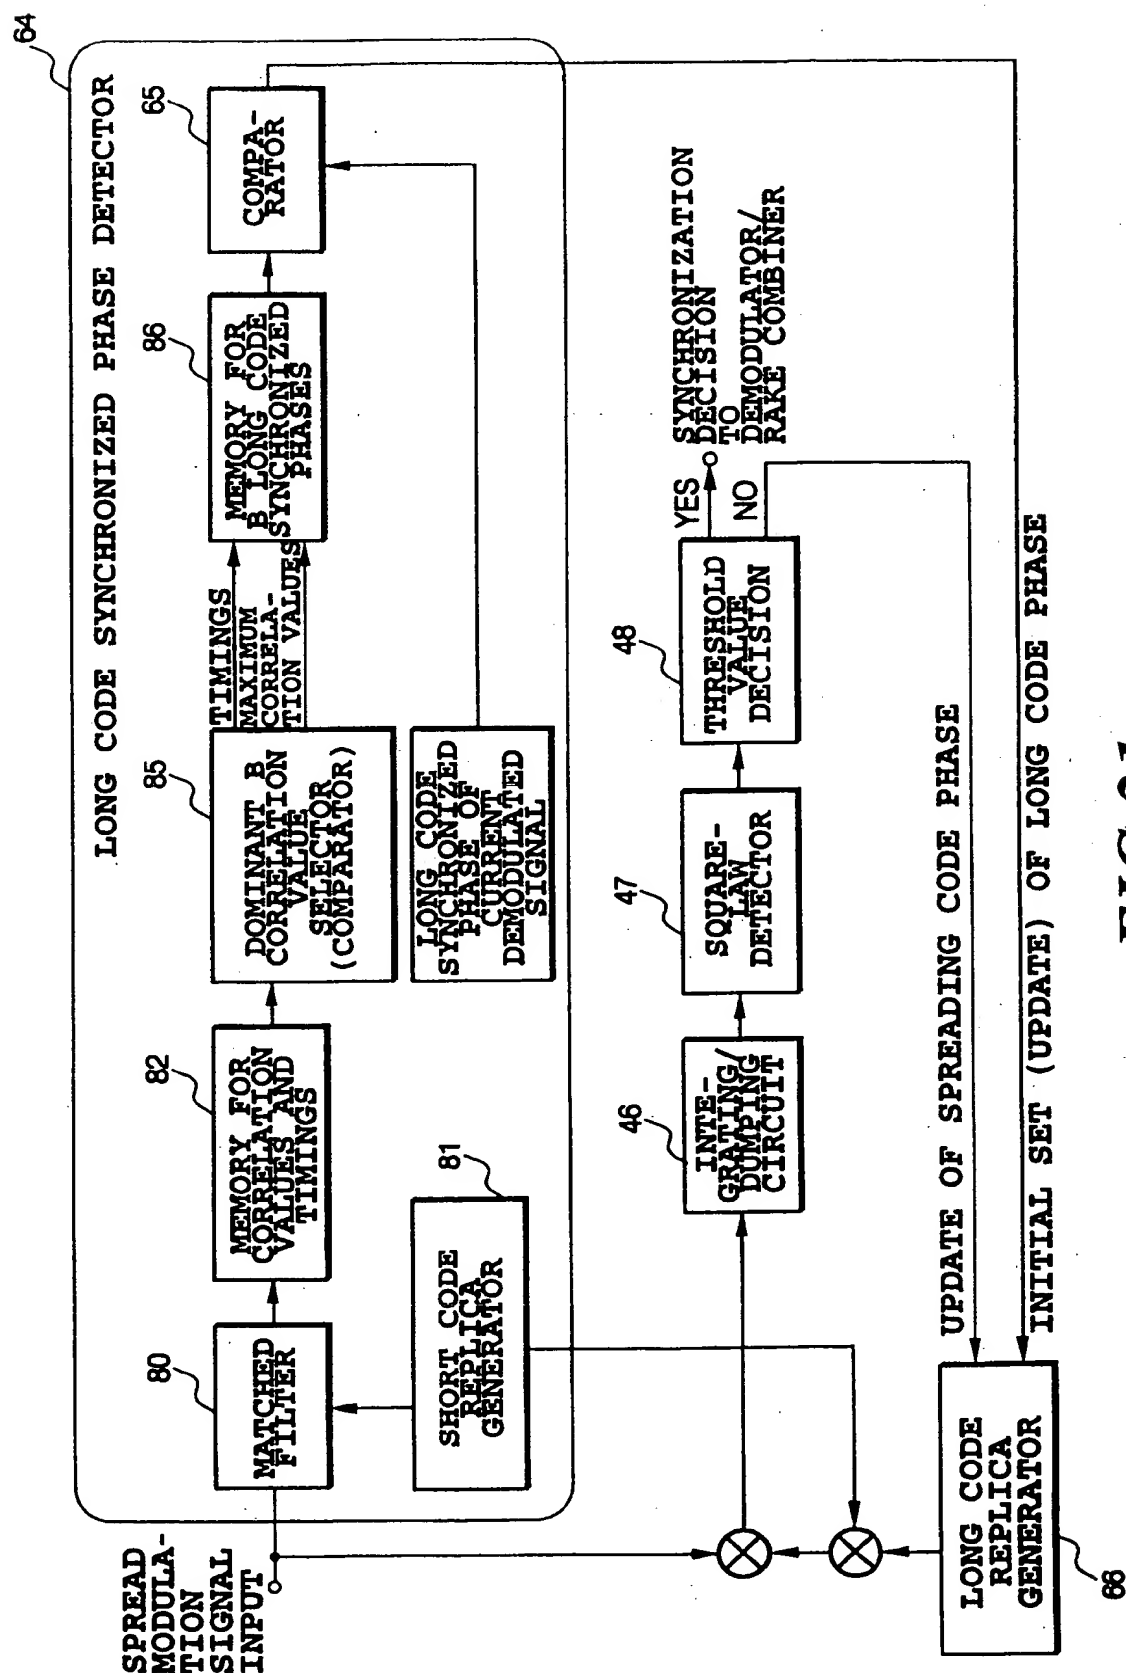 64
LONG CODE SYNCHRONIZED PHASE DETECTOR
SPREAD
MODULA-
TION
SIGNAL
INPUT
80
MATCHED
FILTER
82
MEMORY FOR
CORRELATION
VALUES AND
TIMINGS
85
DOMINANT B
CORRELATION
VALUE
SELECTOR
(COMPARATOR)
TIMINGS
MAXIMUM
CORRELA-
TION VALUES
86
MEMORY FOR
B LONG CODE
SYNCHRONIZED
PHASES
65
COMPA-
RATOR
81
SHORT CODE
REPLICA
GENERATOR
LONG CODE
SYNCHRONIZED
PHASE OF
CURRENT
DEMODULATED
SIGNAL
46
INTE-
GRATING/
DUMPING
CIRCUIT
47
SQUARE-
LAW
DETECTOR
48
THRESHOLD
VALUE
DECISION
YES
NO
SYNCHRONIZATION
DECISION
TO
DEMODULATOR/
RAKE COMBINER
UPDATE OF SPREADING CODE PHASE
INITIAL SET (UPDATE) OF LONG CODE PHASE
LONG CODE
REPLICA
GENERATOR
66